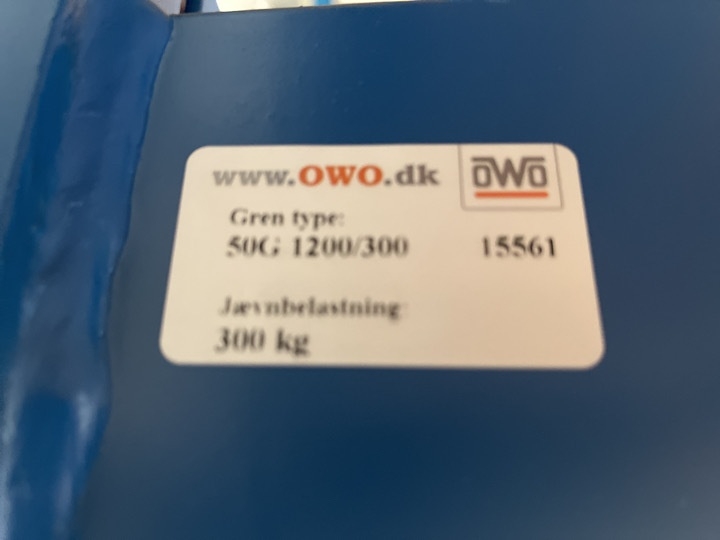 www.OWO.dk
OWO
Gren type:
50G 1200/300 15561
Jævnbelastning:
300 kg